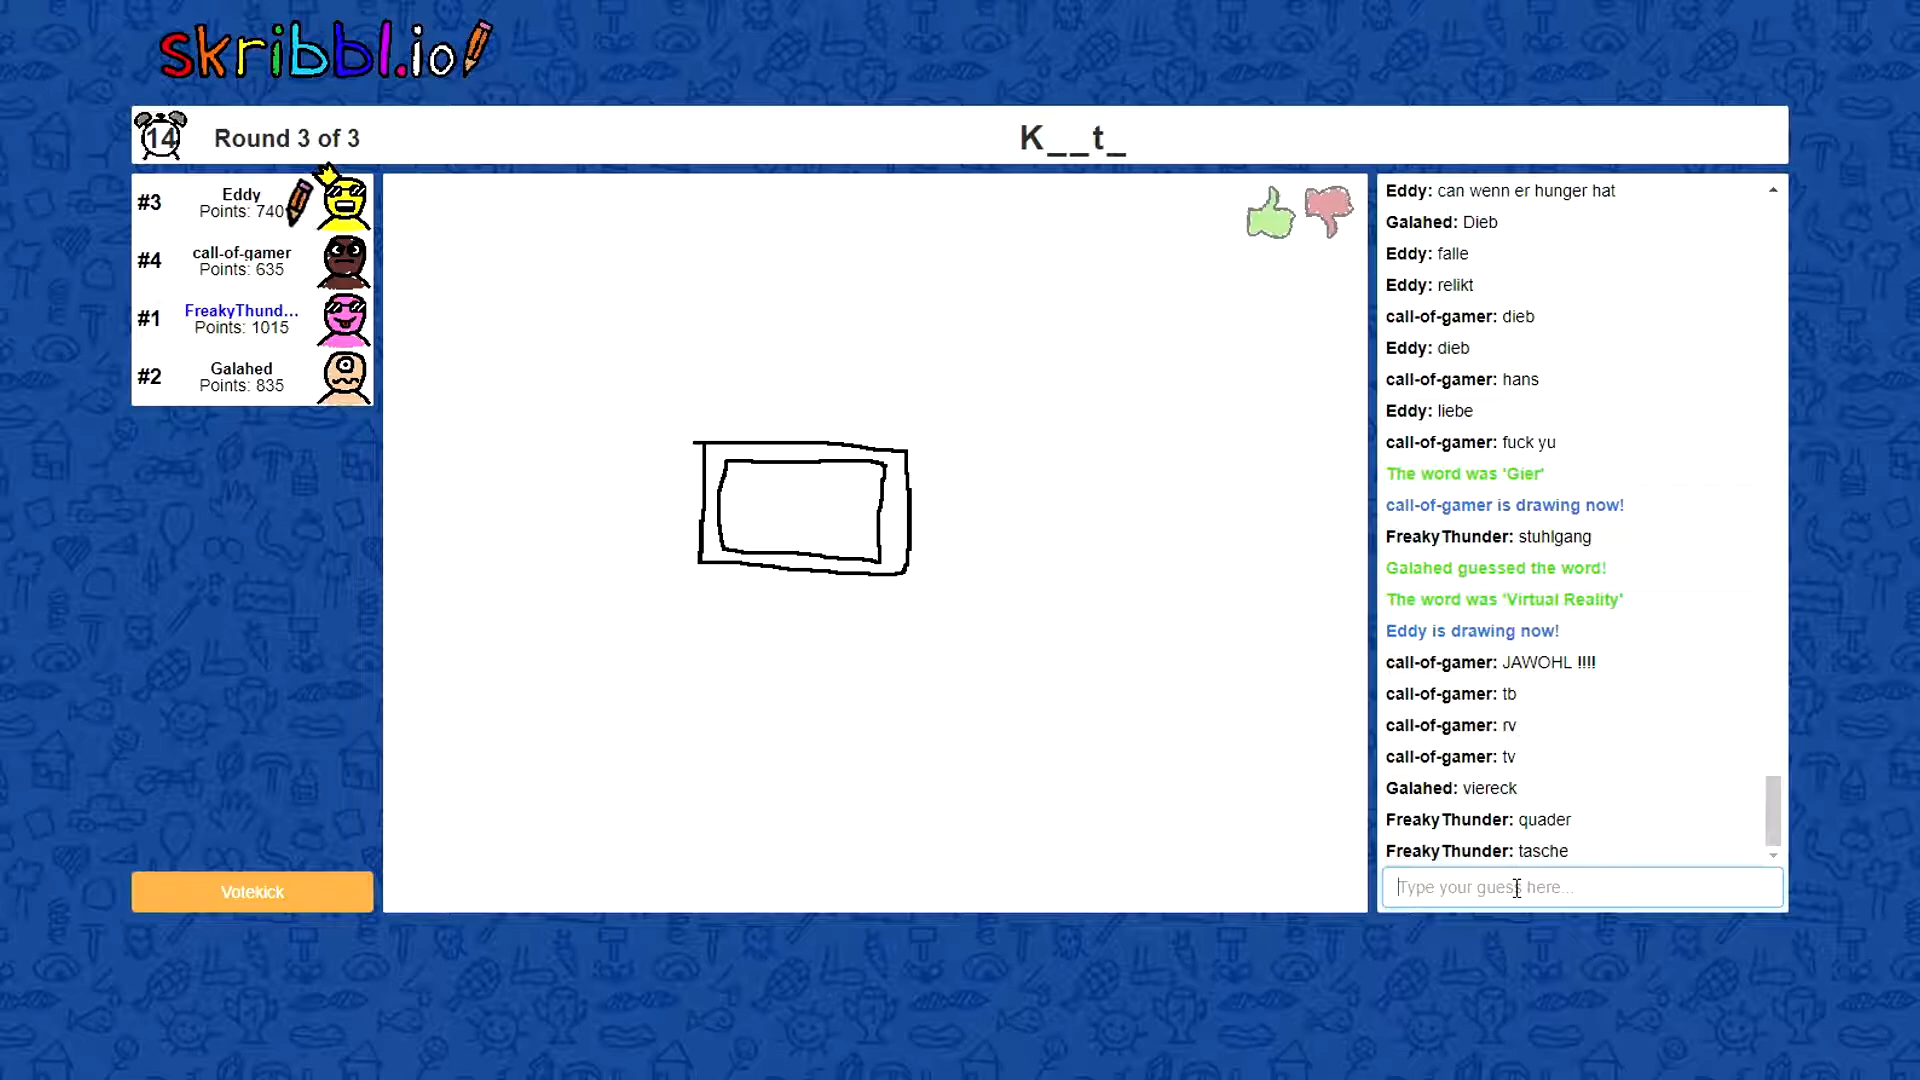 skribbl.io
14
Round 3 of 3
K__t_
#3
Eddy
Points: 740
#4
call-of-gamer
Points: 635
#1
FreakyThund...
Points: 1015
#2
Galahed
Points: 835
Votekick
Eddy: can wenn er hunger hat
Galahed: Dieb
Eddy: falle
Eddy: relikt
call-of-gamer: dieb
Eddy: dieb
call-of-gamer: hans
Eddy: liebe
call-of-gamer: fuck yu
The word was 'Gier'
call-of-gamer is drawing now!
FreakyThunder: stuhlgang
Galahed guessed the word!
The word was 'Virtual Reality'
Eddy is drawing now!
call-of-gamer: JAWOHL !!!!
call-of-gamer: tb
call-of-gamer: rv
call-of-gamer: tv
Galahed: viereck
FreakyThunder: quader
FreakyThunder: tasche
Type your guess here...